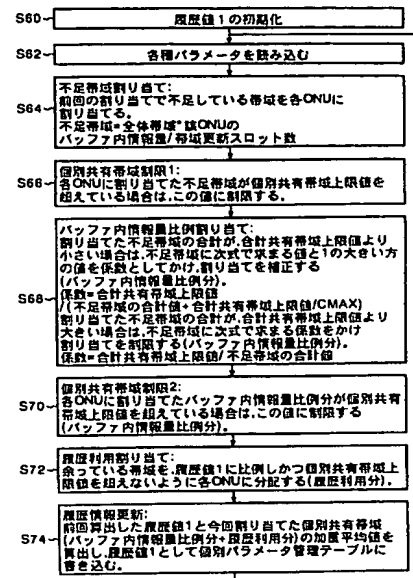 S60
履歴値1の初期化
S62
各種パラメータを読み込む
S64
不足帯域割り当て:
前回の割り当てで不足している帯域を各ONUに
割り当てる。
不足帯域=全体帯域*該ONUの
バッファ内情報量/帯域更新スロット数
S66
個別共有帯域制限1:
各ONUに割り当てた不足帯域が個別共有帯域上限値を
超えている場合は、この値に制限する。
S68
バッファ内情報量比例割り当て:
割り当てた不足帯域の合計が、合計共有帯域上限値より
小さい場合は、不足帯域に次式で求まる値と1の大きい方
の値を係数としてかけ、割り当てを補正する
(バッファ内情報量比例分)。
係数=合計共有帯域上限値
/(不足帯域の合計値+合計共有帯域上限値/CMAX)
割り当てた不足帯域の合計が、合計共有帯域上限値より
大きい場合は、不足帯域に次式で求まる係数をかけ
割り当てを制限する(バッファ内情報量比例分)。
係数=合計共有帯域上限値/不足帯域の合計値
S70
個別共有帯域制限2:
各ONUに割り当てたバッファ内情報量比例分が個別共有
帯域上限値を超えている場合は、この値に制限する
(バッファ内情報量比例分)。
S72
履歴利用割り当て:
余っている帯域を、履歴値1に比例しかつ個別共有帯域上
限値を超えないように各ONUに分配する(履歴利用分)。
S74
履歴情報更新:
前回算出した履歴値1と今回割り当てた個別共有帯域
(バッファ内情報量比例分+履歴利用分)の加重平均値を
算出し、履歴値1として個別パラメータ管理テーブルに
書き込む。